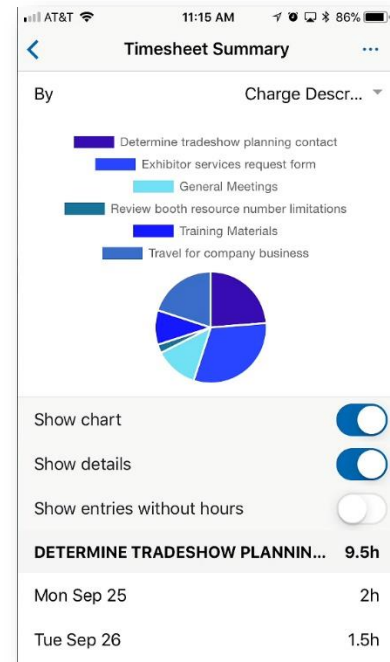 AT&T 11:15 AM 86%
Timesheet Summary ...
By Charge Descr...
Determine tradeshow planning contact
Exhibitor services request form
General Meetings
Review booth resource number limitations
Training Materials
Travel for company business
Show chart
Show details
Show entries without hours
DETERMINE TRADESHOW PLANNIN... 9.5h
Mon Sep 25 2h
Tue Sep 26 1.5h